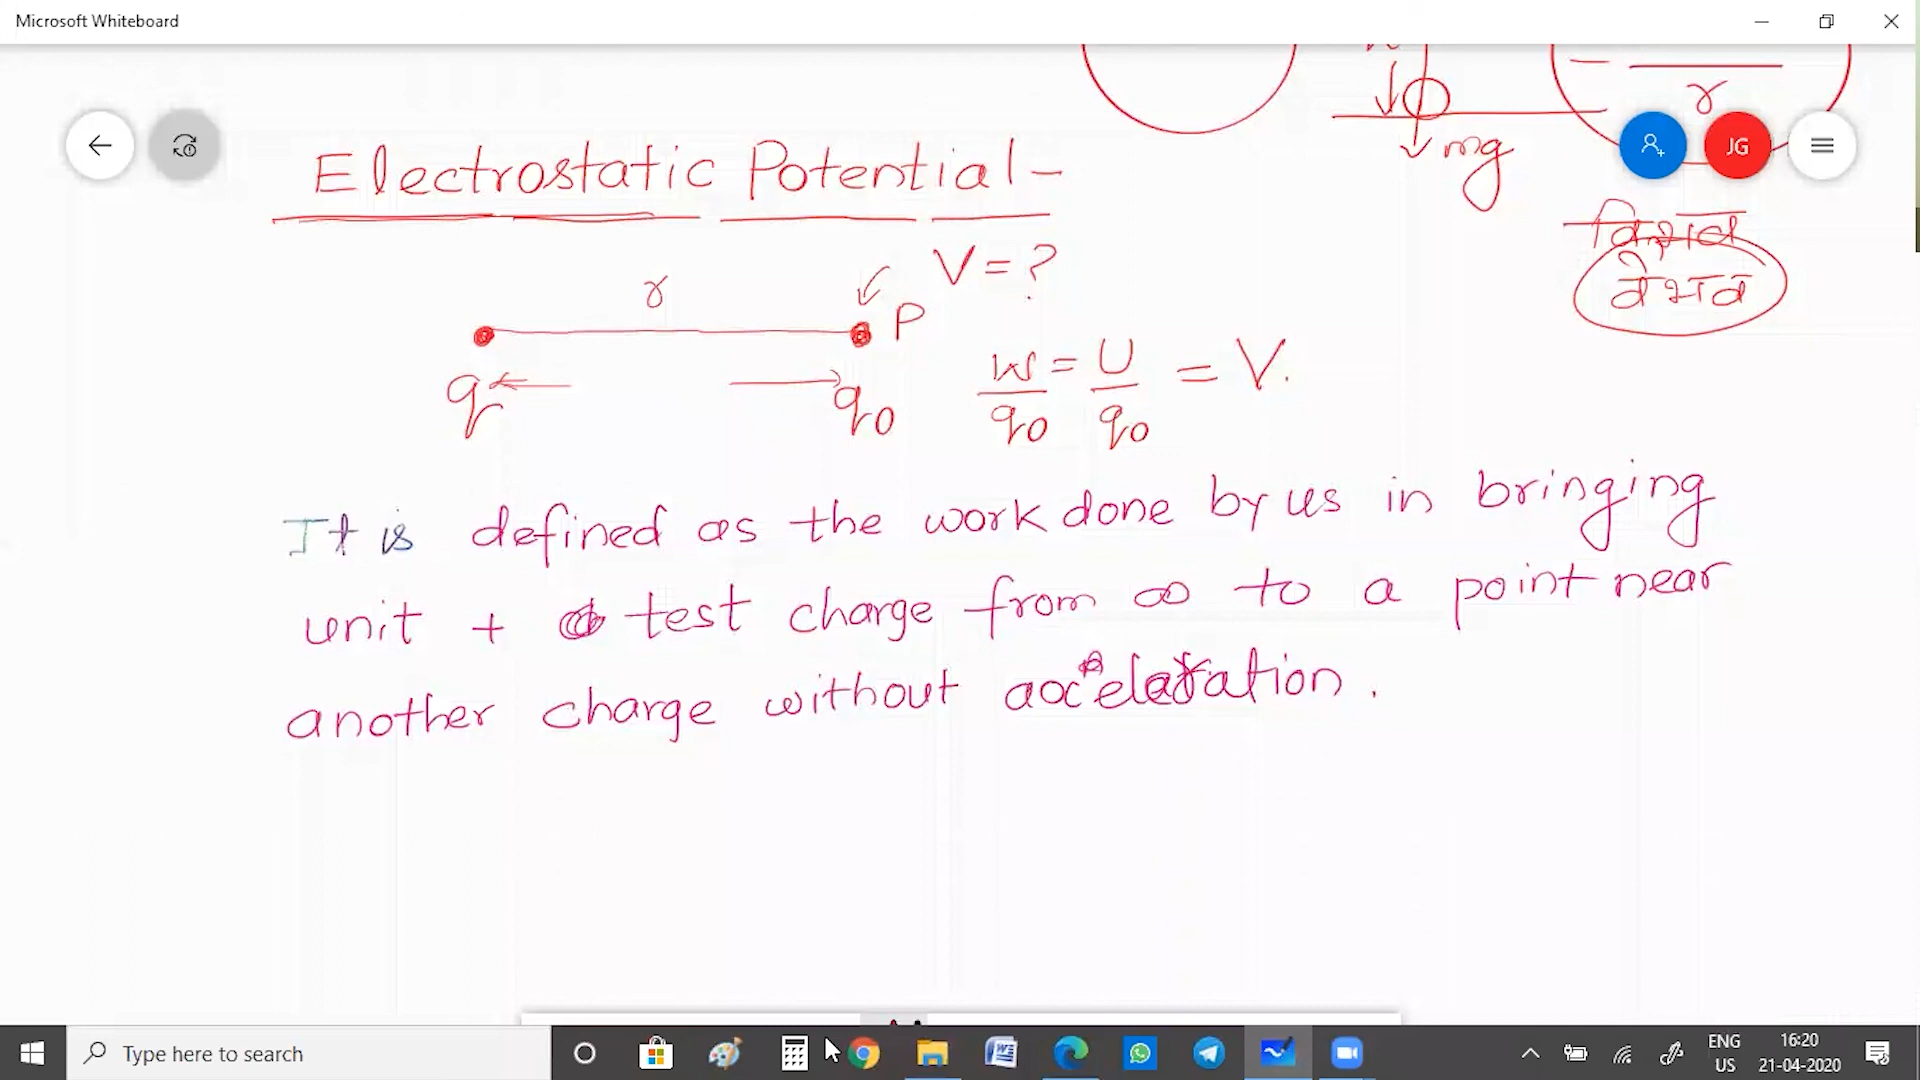 Microsoft Whiteboard
r
mg
JG
Electrostatic Potential -
वैभव
V = ?
r
P
q
q0
W/q0 = U/q0 = V.
It is defined as the work done by us in bringing
unit + test charge from ∞ to a point near
another charge without acceleration.
Type here to search
ENG
US
16:20
21-04-2020